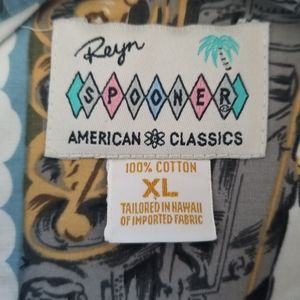 Reyn
SPOONER
AMERICAN CLASSICS
100% COTTON
XL
TAILORED IN HAWAII
OF IMPORTED FABRIC